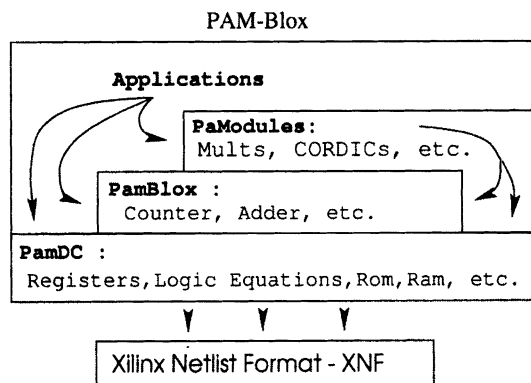 PAM-Blox
Applications
PaModules:
Mults, CORDICs, etc.
PamBlox :
Counter, Adder, etc.
PamDC :
Registers,Logic Equations,Rom,Ram, etc.
Xilinx Netlist Format - XNF